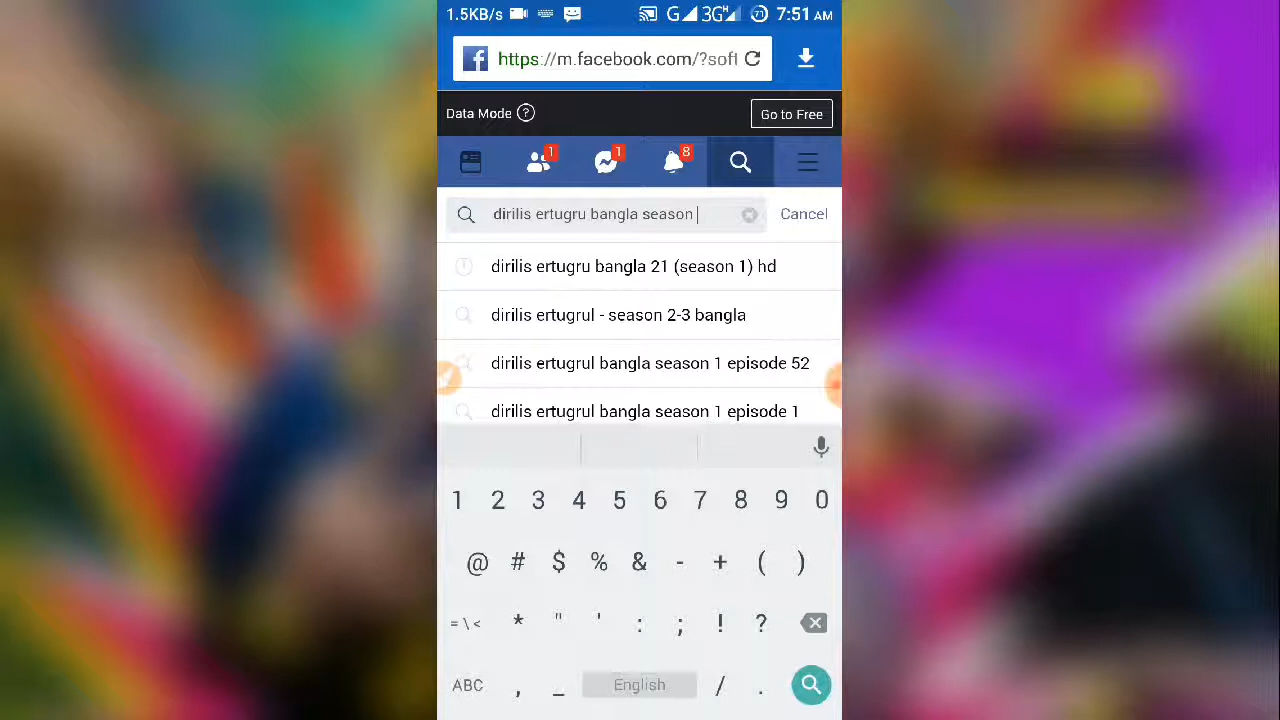 1.5KB/s G 3G H 71 7:51 AM
https://m.facebook.com/?soft
Data Mode ? Go to Free
1 1 8
dirilis ertugru bangla season Cancel
dirilis ertugru bangla 21 (season 1) hd
dirilis ertugrul - season 2-3 bangla
dirilis ertugrul bangla season 1 episode 52
dirilis ertugrul bangla season 1 episode 1
1 2 3 4 5 6 7 8 9 0
@ # $ % & - + ( )
= \ < * " ' : ; ! ?
ABC , _ English / .